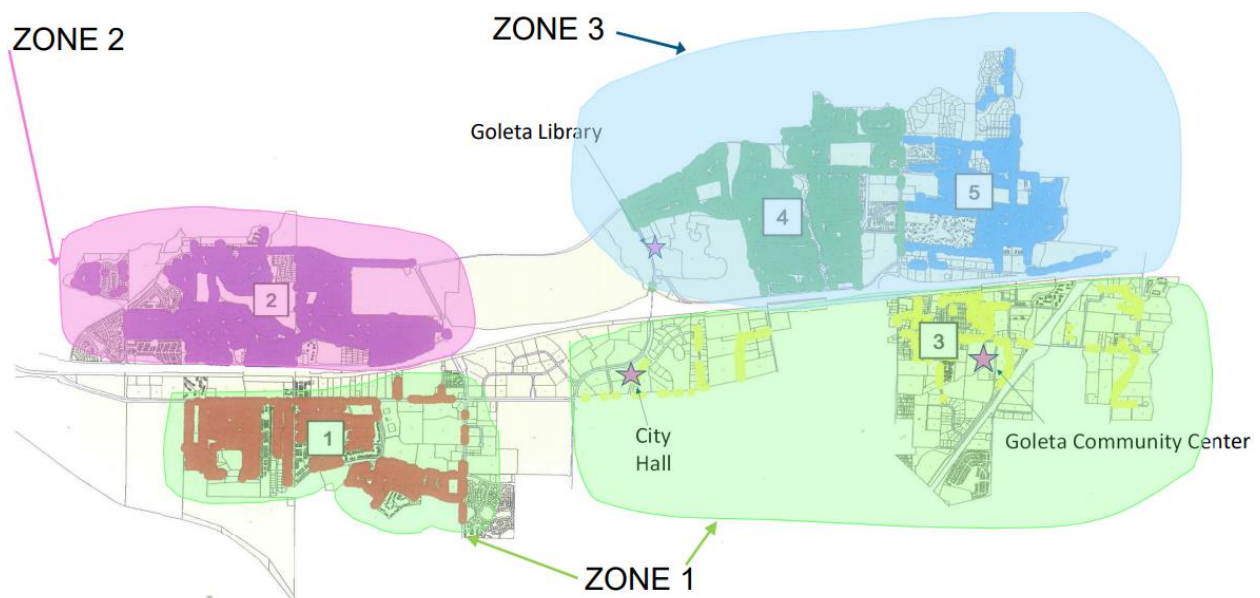 ZONE 2
ZONE 3
Goleta Library
4
5
2
3
1
City
Hall
Goleta Community Center
ZONE 1